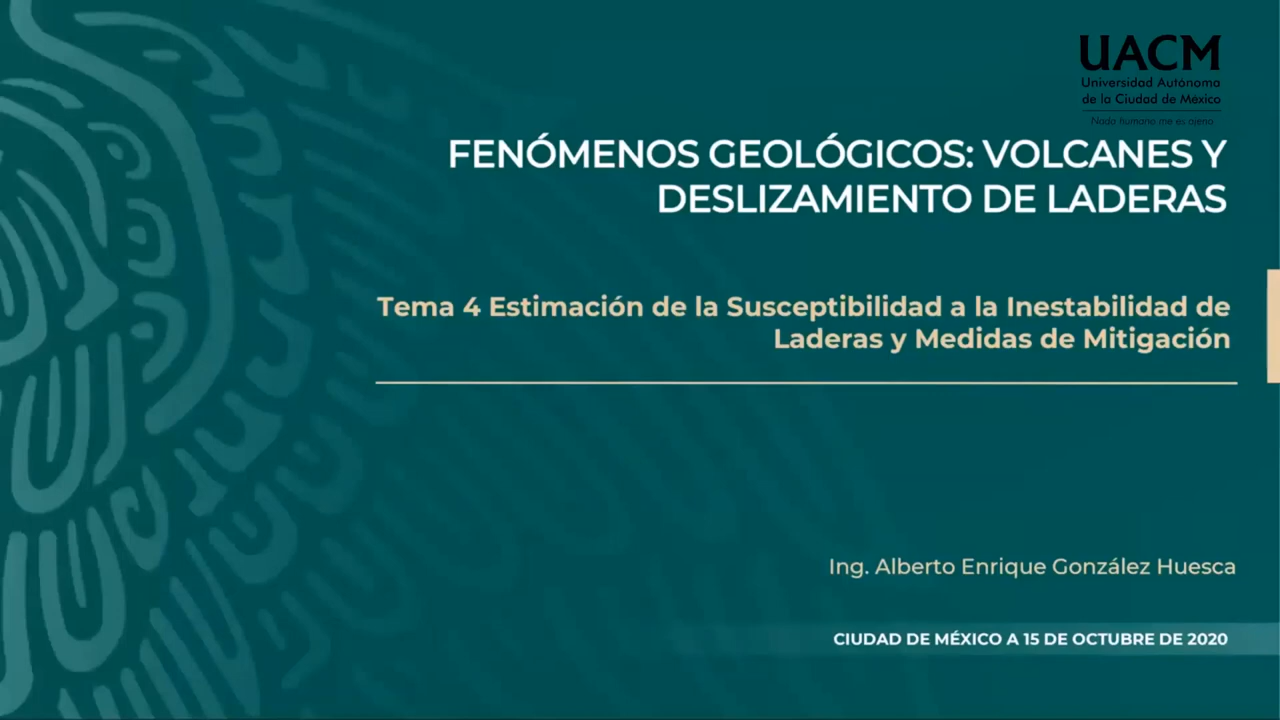 UACM
Universidad Autónoma
de la Ciudad de México
Nada humano me es ajeno
FENÓMENOS GEOLÓGICOS: VOLCANES Y
DESLIZAMIENTO DE LADERAS
Tema 4 Estimación de la Susceptibilidad a la Inestabilidad de
Laderas y Medidas de Mitigación
Ing. Alberto Enrique González Huesca
CIUDAD DE MÉXICO A 15 DE OCTUBRE DE 2020